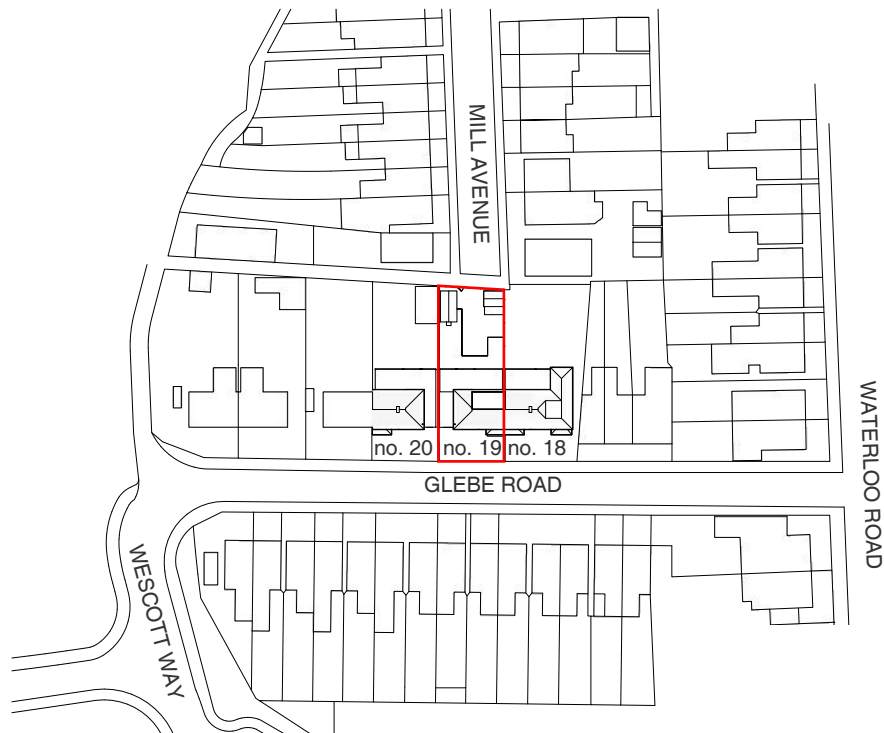 MILL AVENUE
WATERLOO ROAD
no. 20 no. 19 no. 18
GLEBE ROAD
WESCOTT WAY